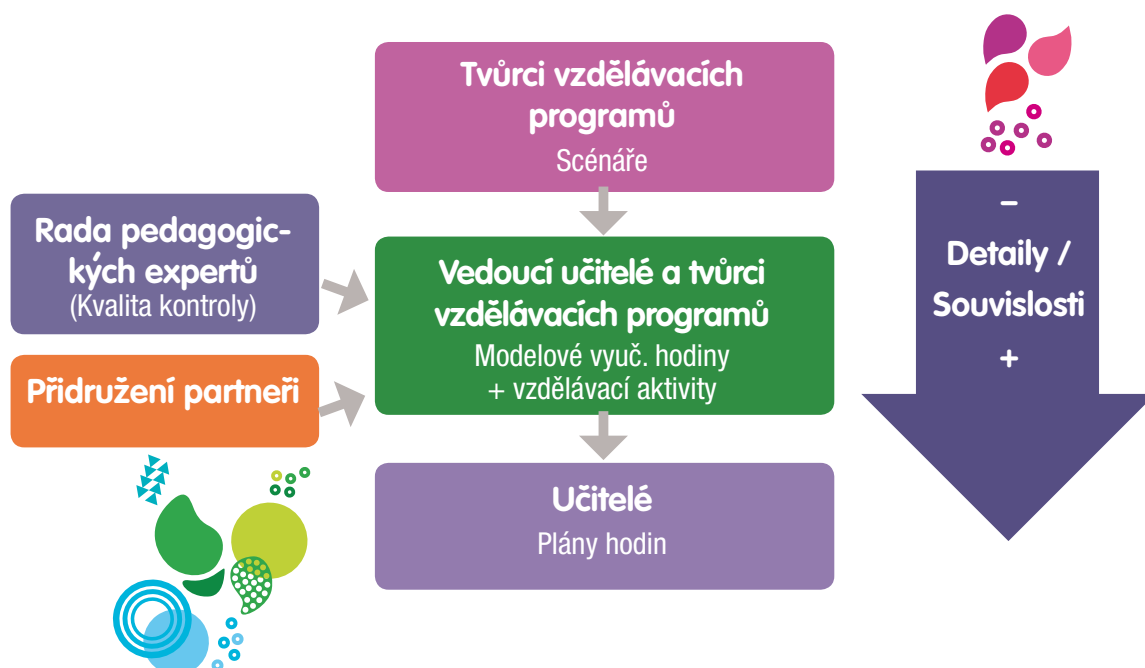 Tvůrci vzdělávacích
programů
Scénáře
Rada pedagogic-
kých expertů
(Kvalita kontroly)
Vedoucí učitelé a tvůrci
vzdělávacích programů
Modelové vyuč. hodiny
+ vzdělávací aktivity
Přidružení partneři
Učitelé
Plány hodin
–
Detaily /
Souvislosti
+